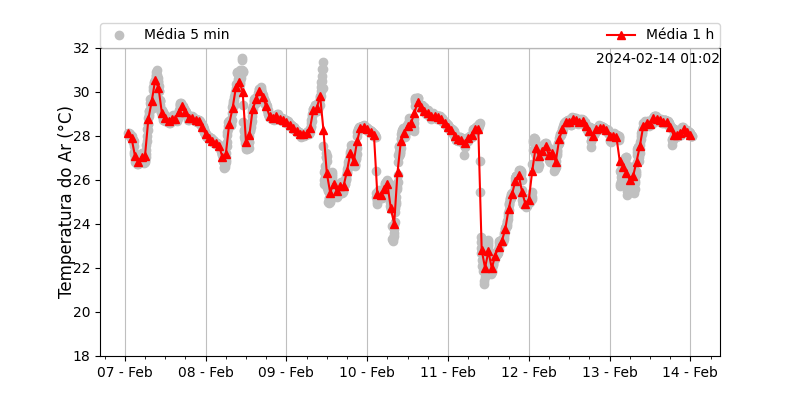 Média 5 min
Média 1 h
2024-02-14 01:02
Temperatura do Ar (°C)
32
30
28
26
24
22
20
18
07 - Feb
08 - Feb
09 - Feb
10 - Feb
11 - Feb
12 - Feb
13 - Feb
14 - Feb